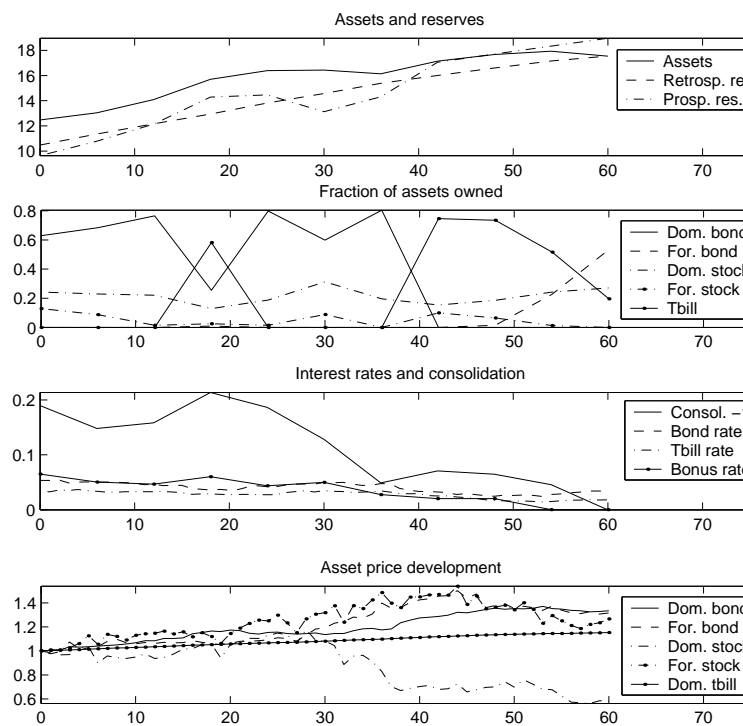 Assets and reserves
18
16
14
12
10
0 10 20 30 40 50 60 70
Assets
Retrosp. re
Prosp. res.
Fraction of assets owned
0.8
0.6
0.4
0.2
0
0 10 20 30 40 50 60 70
Dom. bond
For. bond
Dom. stock
For. stock
Tbill
Interest rates and consolidation
0.2
0.1
0
0 10 20 30 40 50 60 70
Consol. −
Bond rate
Tbill rate
Bonus rate
Asset price development
1.4
1.2
1
0.8
0.6
0 10 20 30 40 50 60 70
Dom. bond
For. bond
Dom. stock
For. stock
Dom. tbill